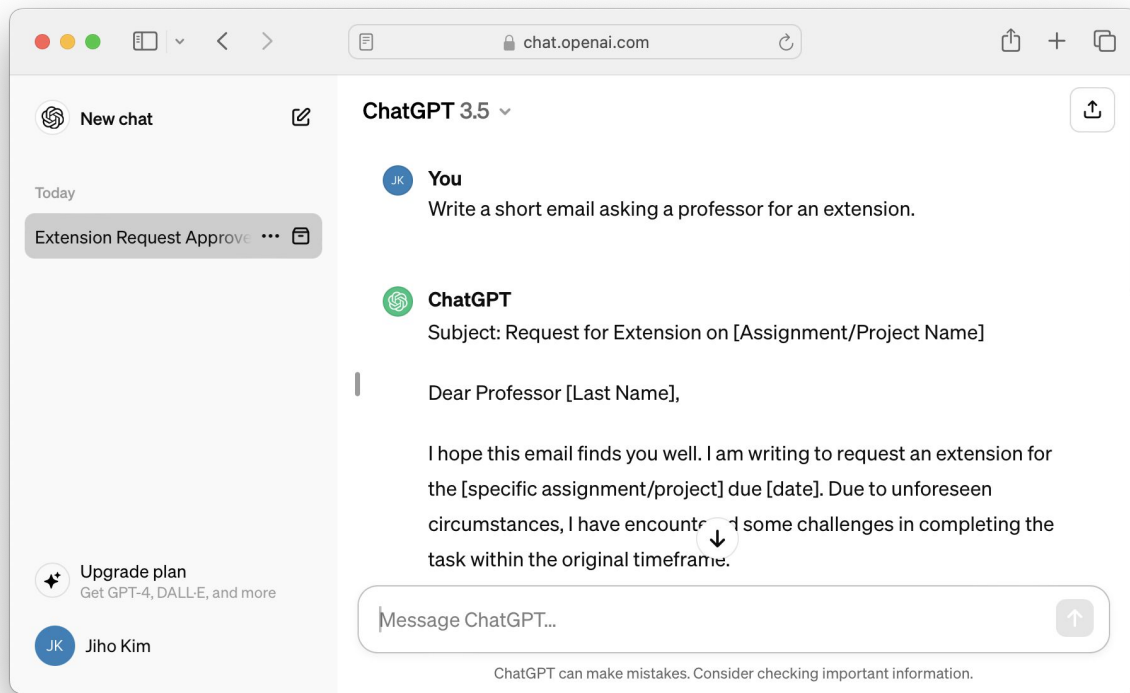 chat.openai.com
New chat
Today
Extension Request Approve
Upgrade plan
Get GPT-4, DALL·E, and more
JK
Jiho Kim
ChatGPT 3.5
JK
You
Write a short email asking a professor for an extension.
ChatGPT
Subject: Request for Extension on [Assignment/Project Name]
Dear Professor [Last Name],
I hope this email finds you well. I am writing to request an extension for
the [specific assignment/project] due [date]. Due to unforeseen
circumstances, I have encountered some challenges in completing the
task within the original timeframe.
Message ChatGPT...
ChatGPT can make mistakes. Consider checking important information.